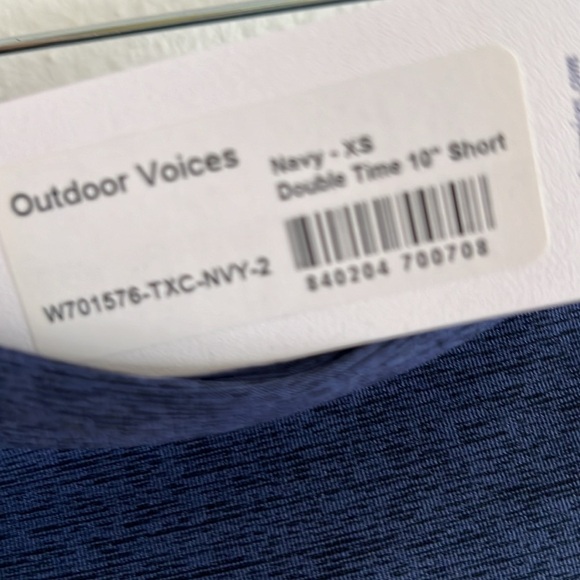 Outdoor Voices
Navy - XS
Double Time 10" Short
W701576-TXC-NVY-2
840204 700708